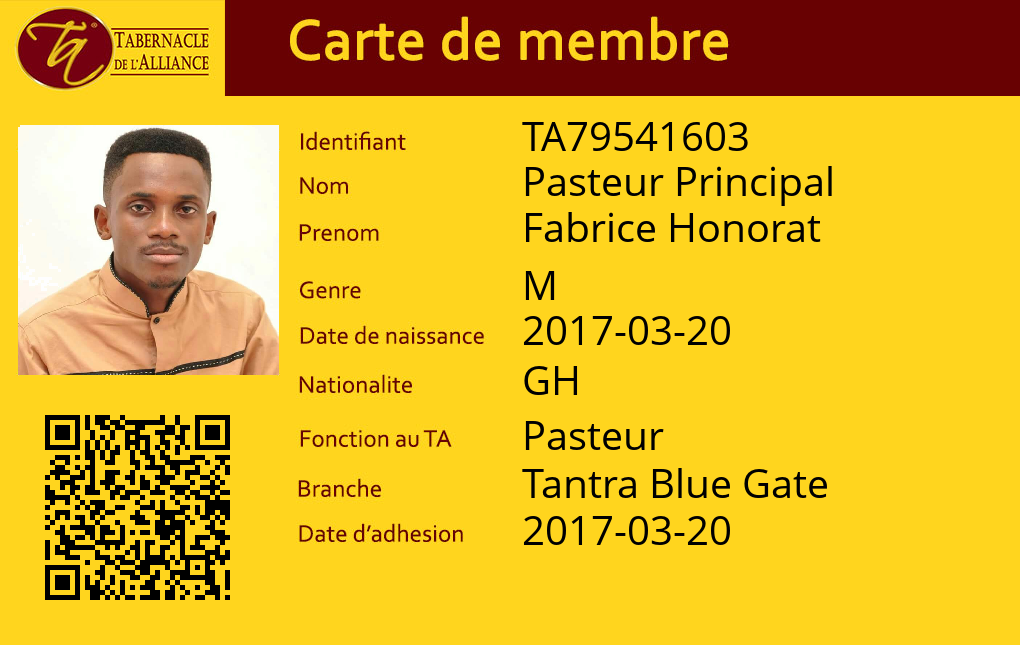 Ta®
TABERNACLE
DE L'ALLIANCE
Carte de membre
Identifiant TA79541603
Nom Pasteur Principal
Prenom Fabrice Honorat
Genre M
Date de naissance 2017-03-20
Nationalite GH
Fonction au TA Pasteur
Branche Tantra Blue Gate
Date d’adhesion 2017-03-20